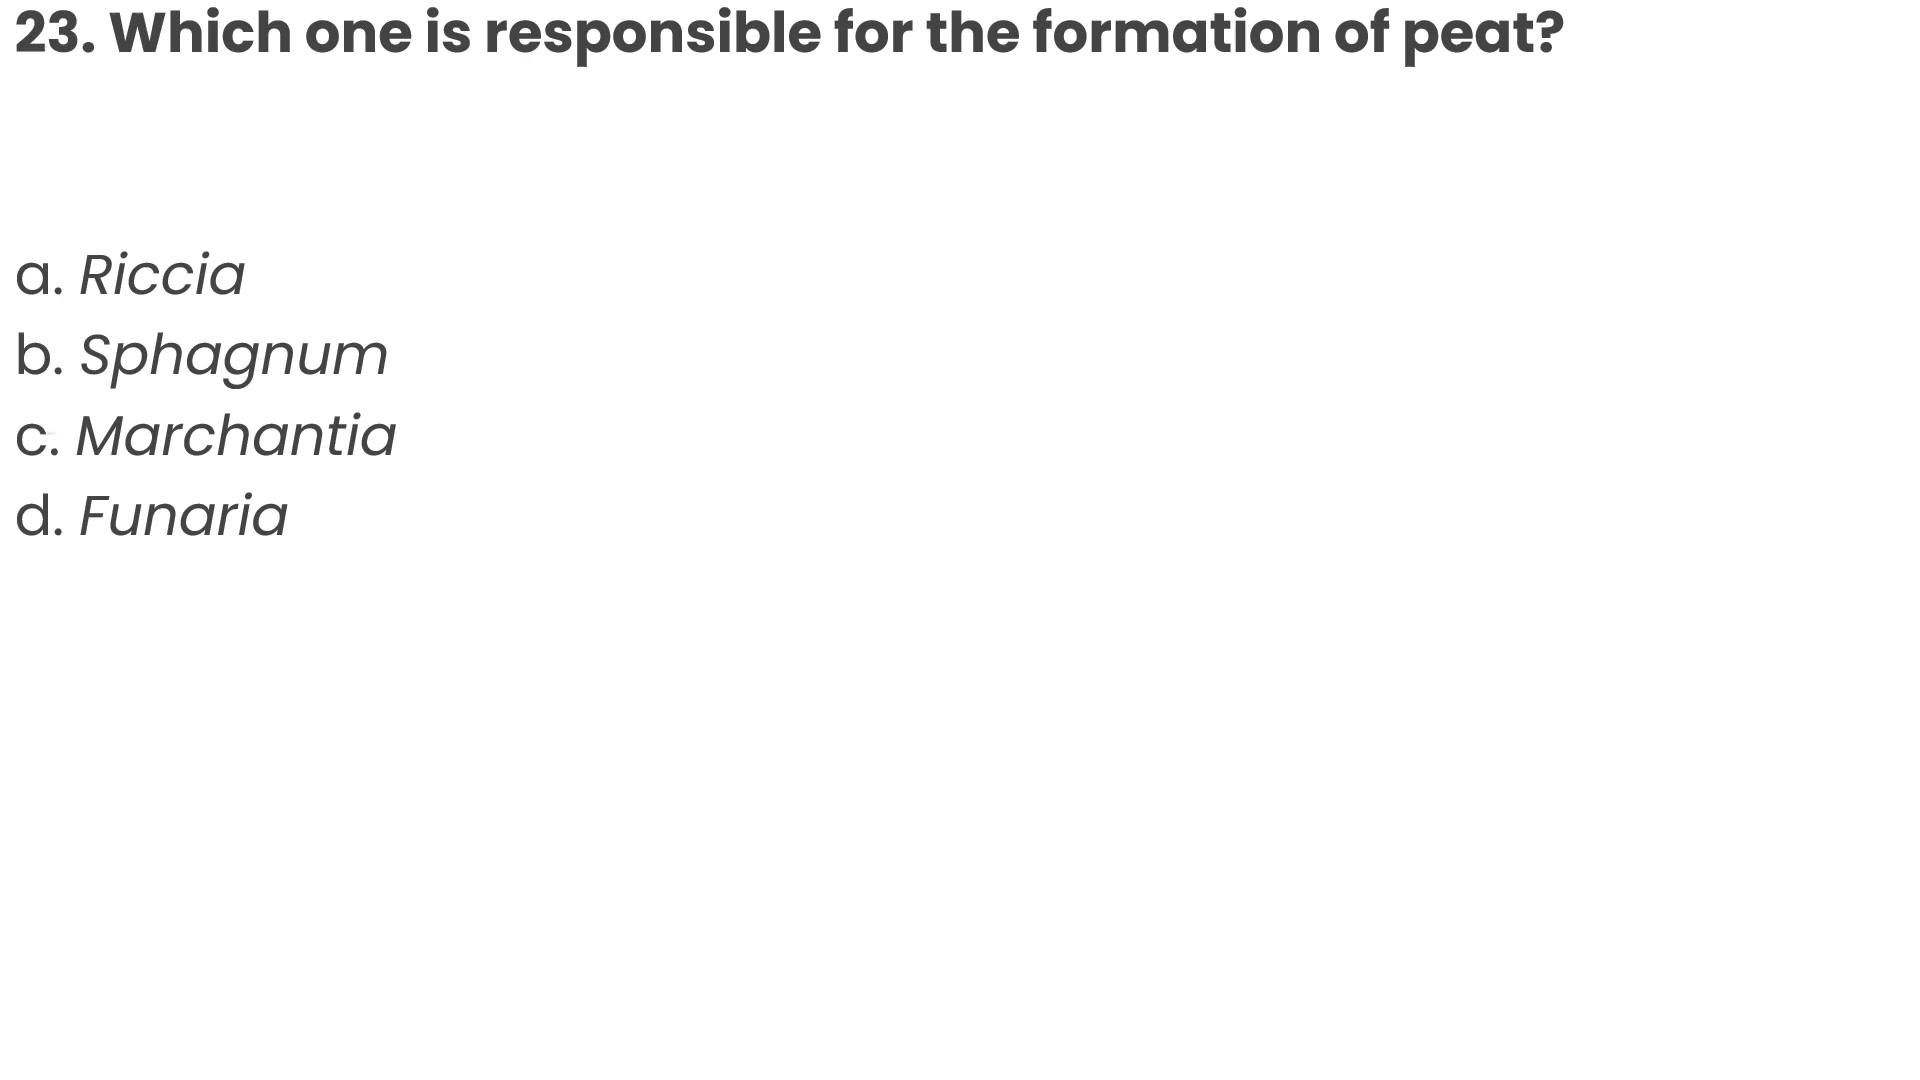 23. Which one is responsible for the formation of peat?
a. Riccia
b. Sphagnum
c. Marchantia
d. Funaria